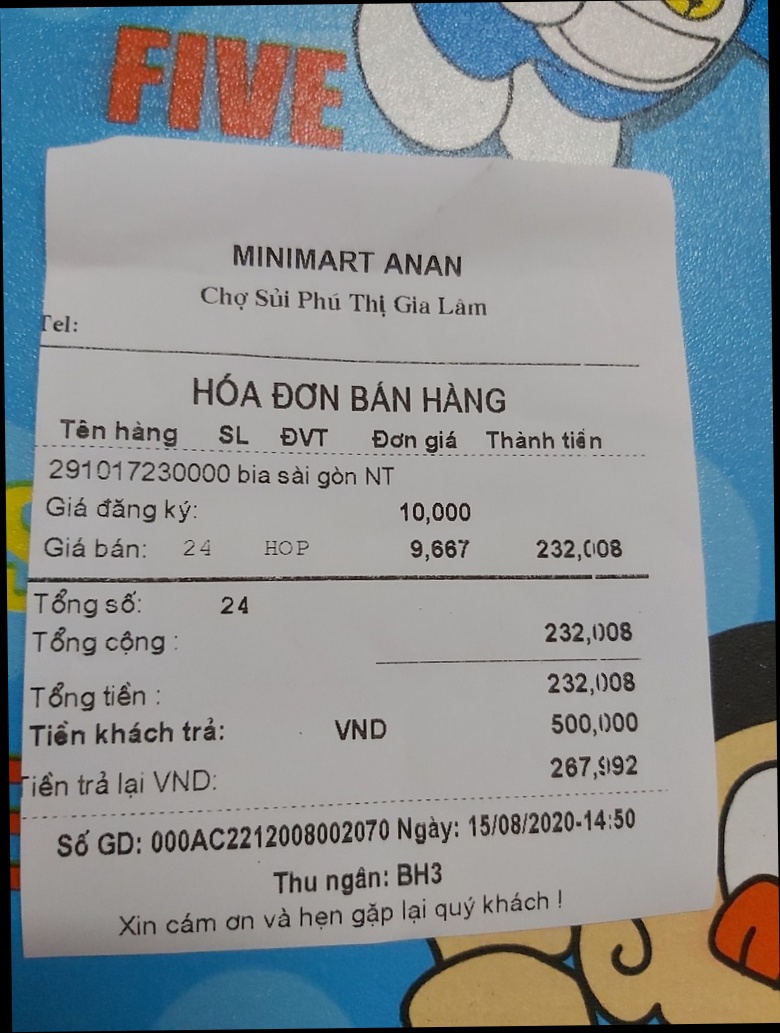 FIVE
MINIMART ANAN
Chợ Sủi Phú Thị Gia Lâm
Tel:
HÓA ĐƠN BÁN HÀNG
Tên hàng SL ĐVT Đơn giá Thành tiền
291017230000 bia sài gòn NT
Giá đăng ký: 10,000
Giá bán: 24 HOP 9,667 232,008
Tổng số: 24
Tổng cộng : 232,008
Tổng tiền : 232,008
Tiền khách trả: VND 500,000
Tiền trả lại VND: 267,992
Số GD: 000AC2212008002070 Ngày: 15/08/2020-14:50
Thu ngân: BH3
Xin cám ơn và hẹn gặp lại quý khách !